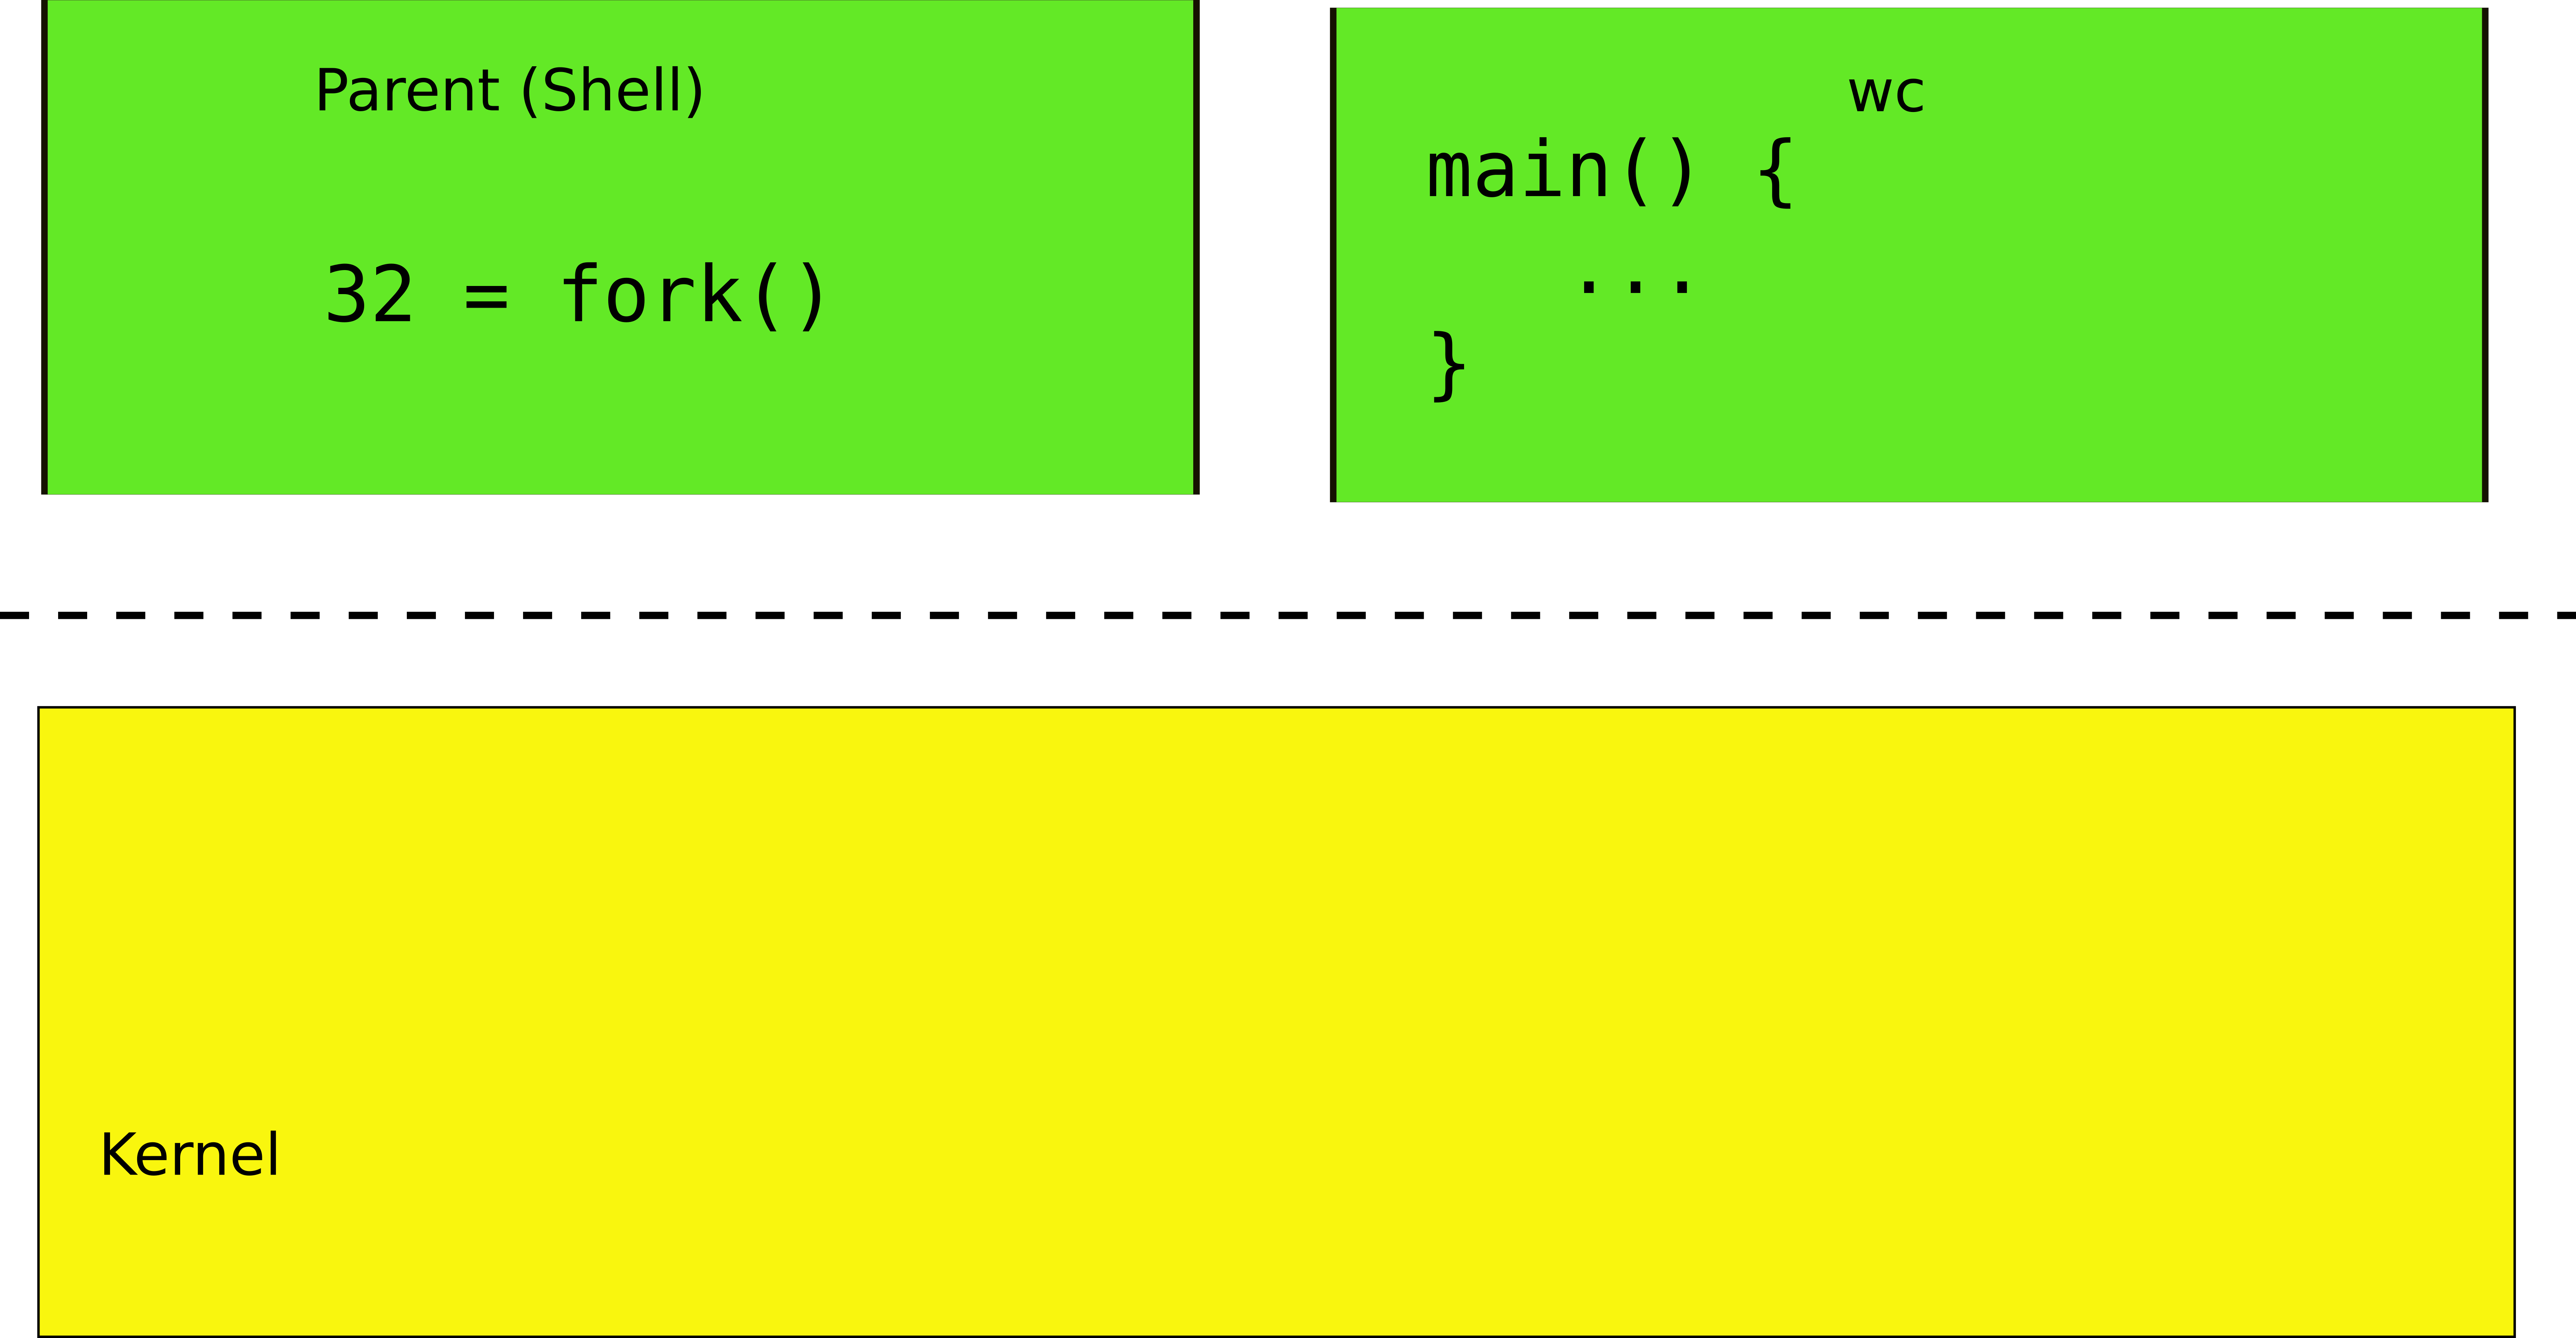 Parent (Shell)
32 = fork()
wc
main() {
...
}
Kernel